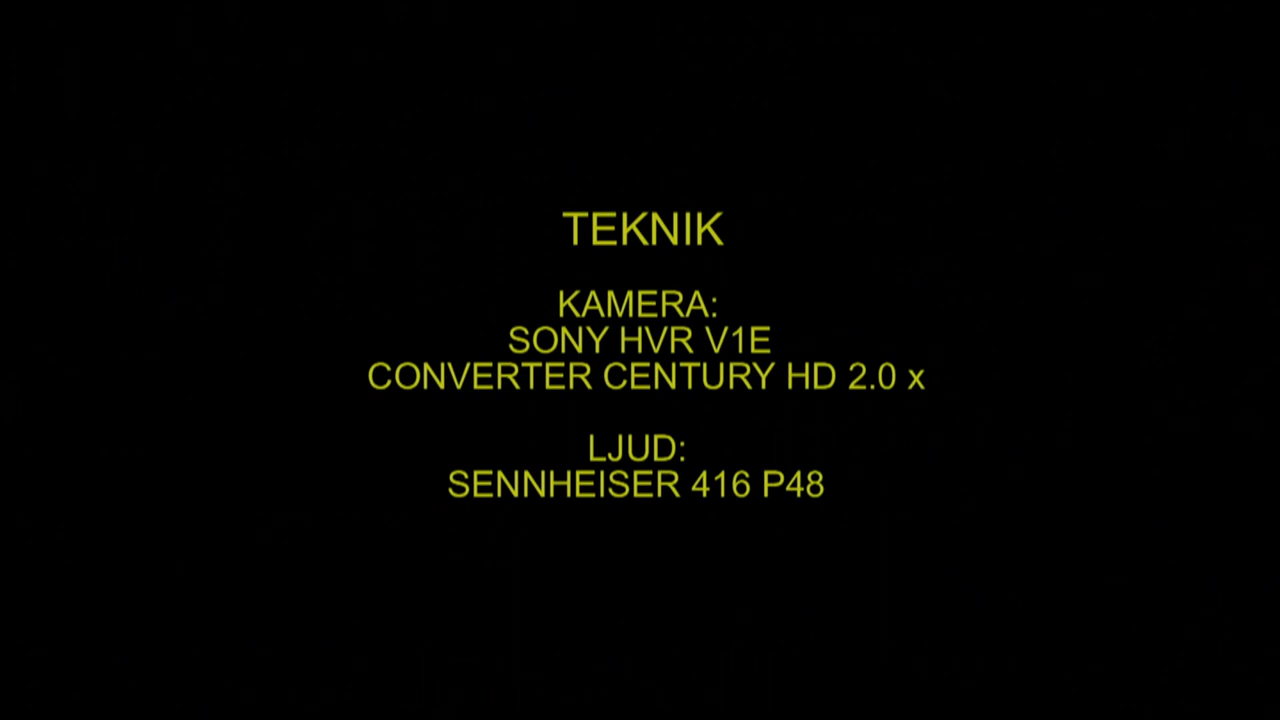 TEKNIK
KAMERA:
SONY HVR V1E
CONVERTER CENTURY HD 2.0 x
LJUD:
SENNHEISER 416 P48